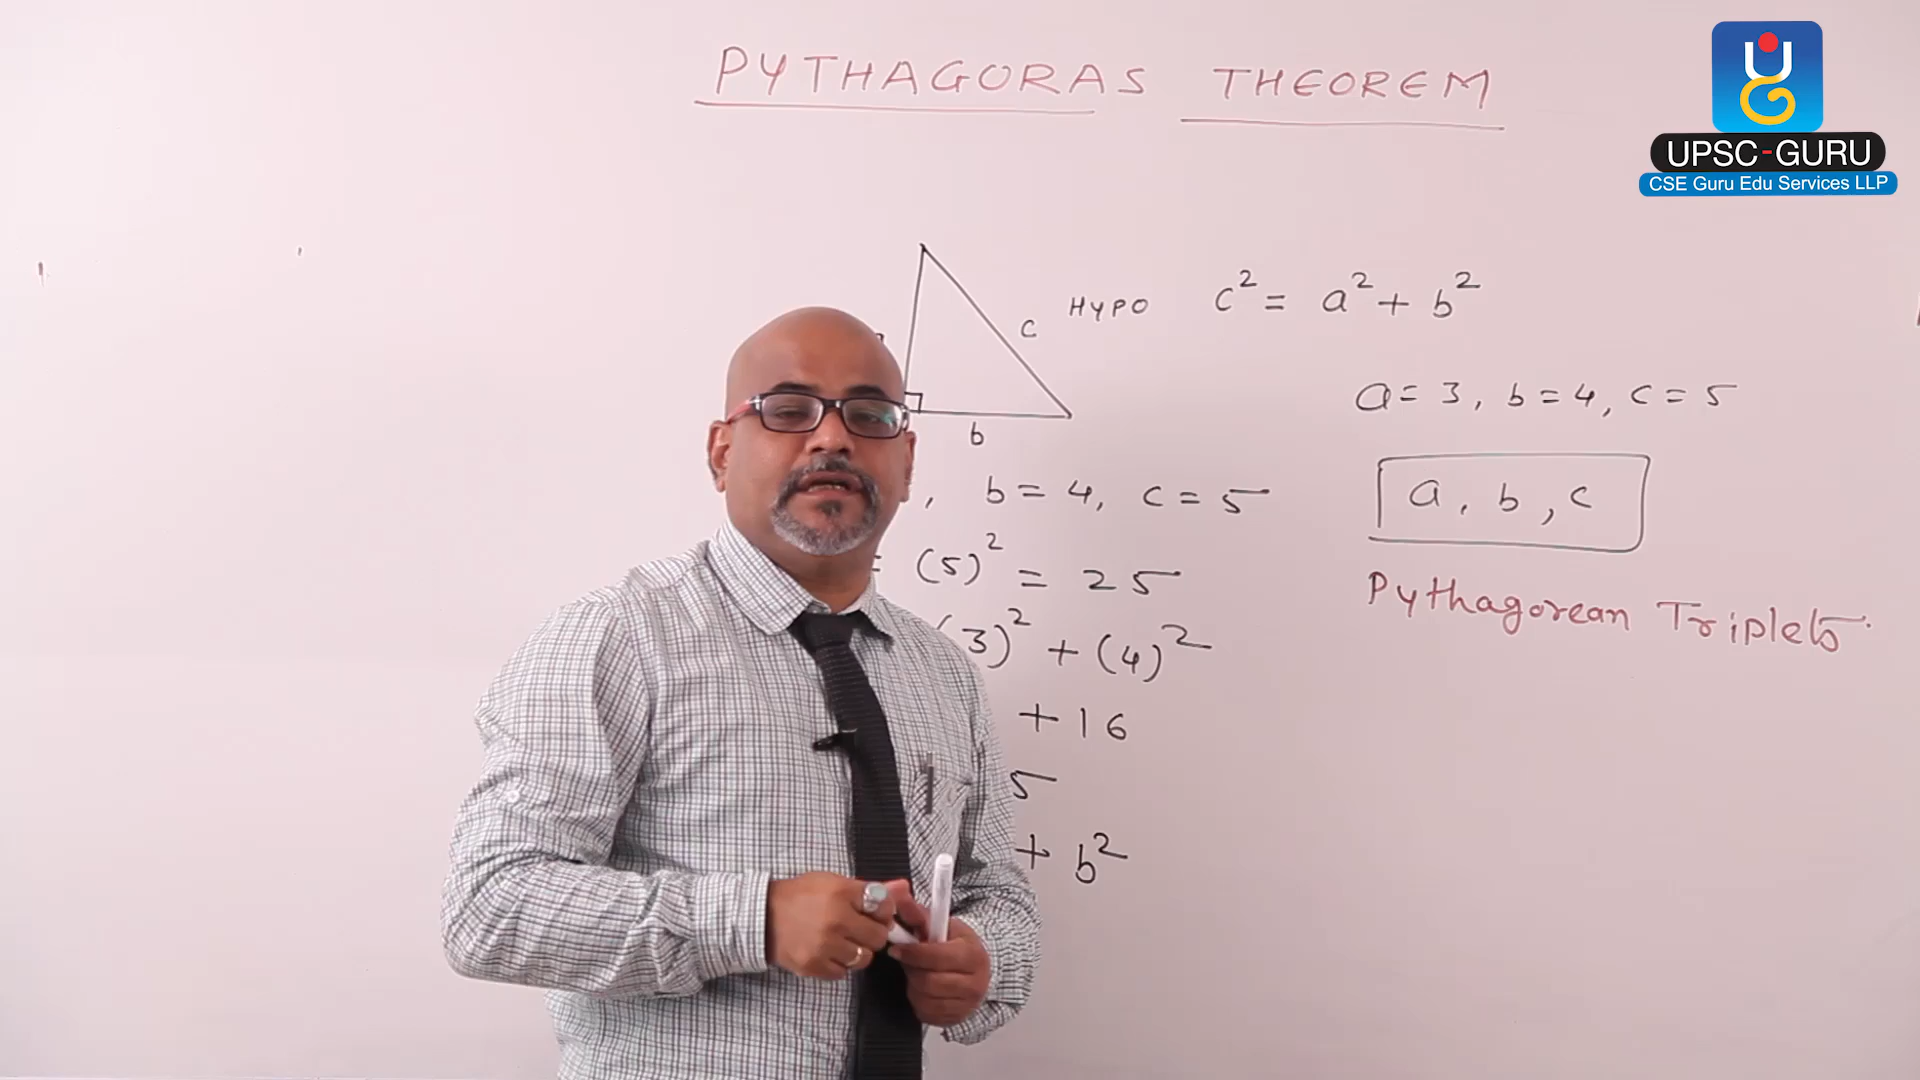 PYTHAGORAS THEOREM
UPSC-GURU
CSE Guru Edu Services LLP
C HYPO c² = a² + b²
a = 3, b = 4, c = 5
b
, b = 4, c = 5
a, b, c
= (5)² = 25
Pythagorean Triplets.
(3)² + (4)²
+ 16
5
+ b²